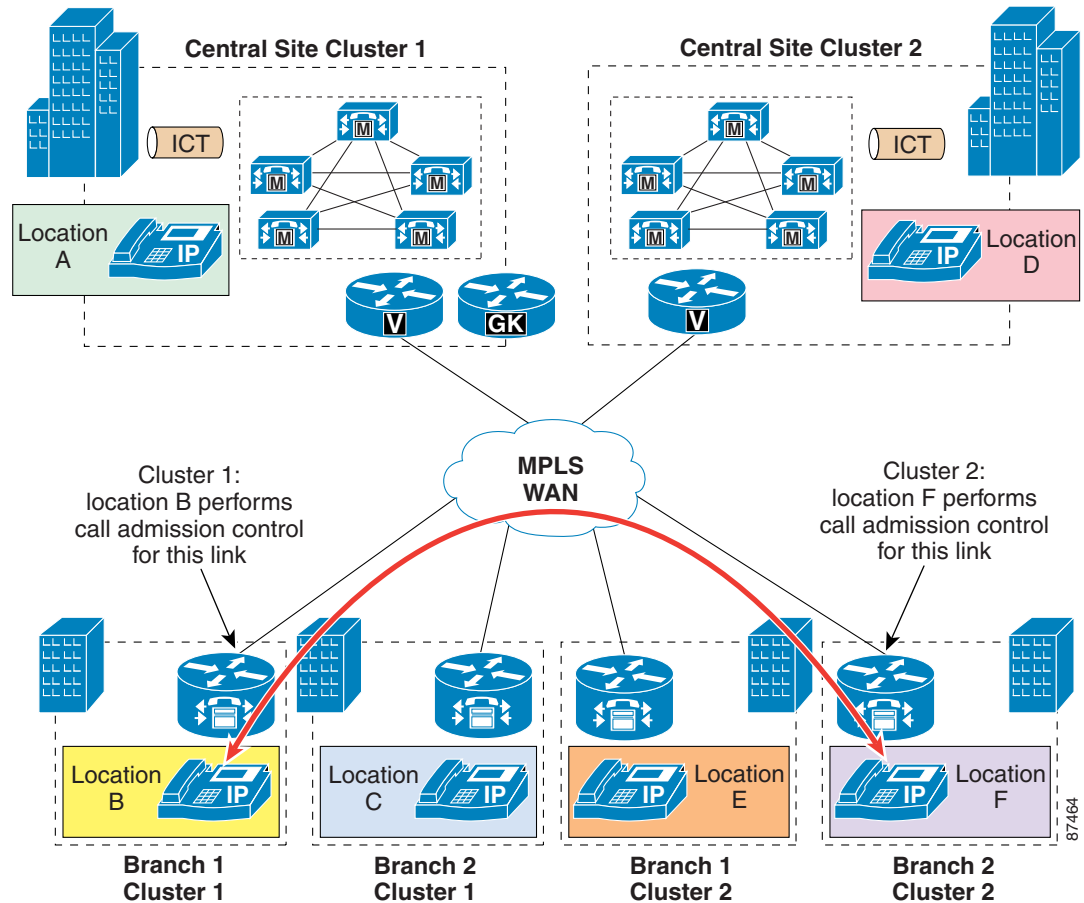 Central Site Cluster 1
Central Site Cluster 2
M
M
M
M
M
M
M
M
M
M
ICT
ICT
Location
A
IP
IP
Location
D
V
GK
V
MPLS
WAN
Cluster 1:
location B performs
call admission control
for this link
Cluster 2:
location F performs
call admission control
for this link
Location
B
IP
Location
C
IP
IP
Location
E
IP
Location
F
87464
Branch 1
Cluster 1
Branch 2
Cluster 1
Branch 1
Cluster 2
Branch 2
Cluster 2